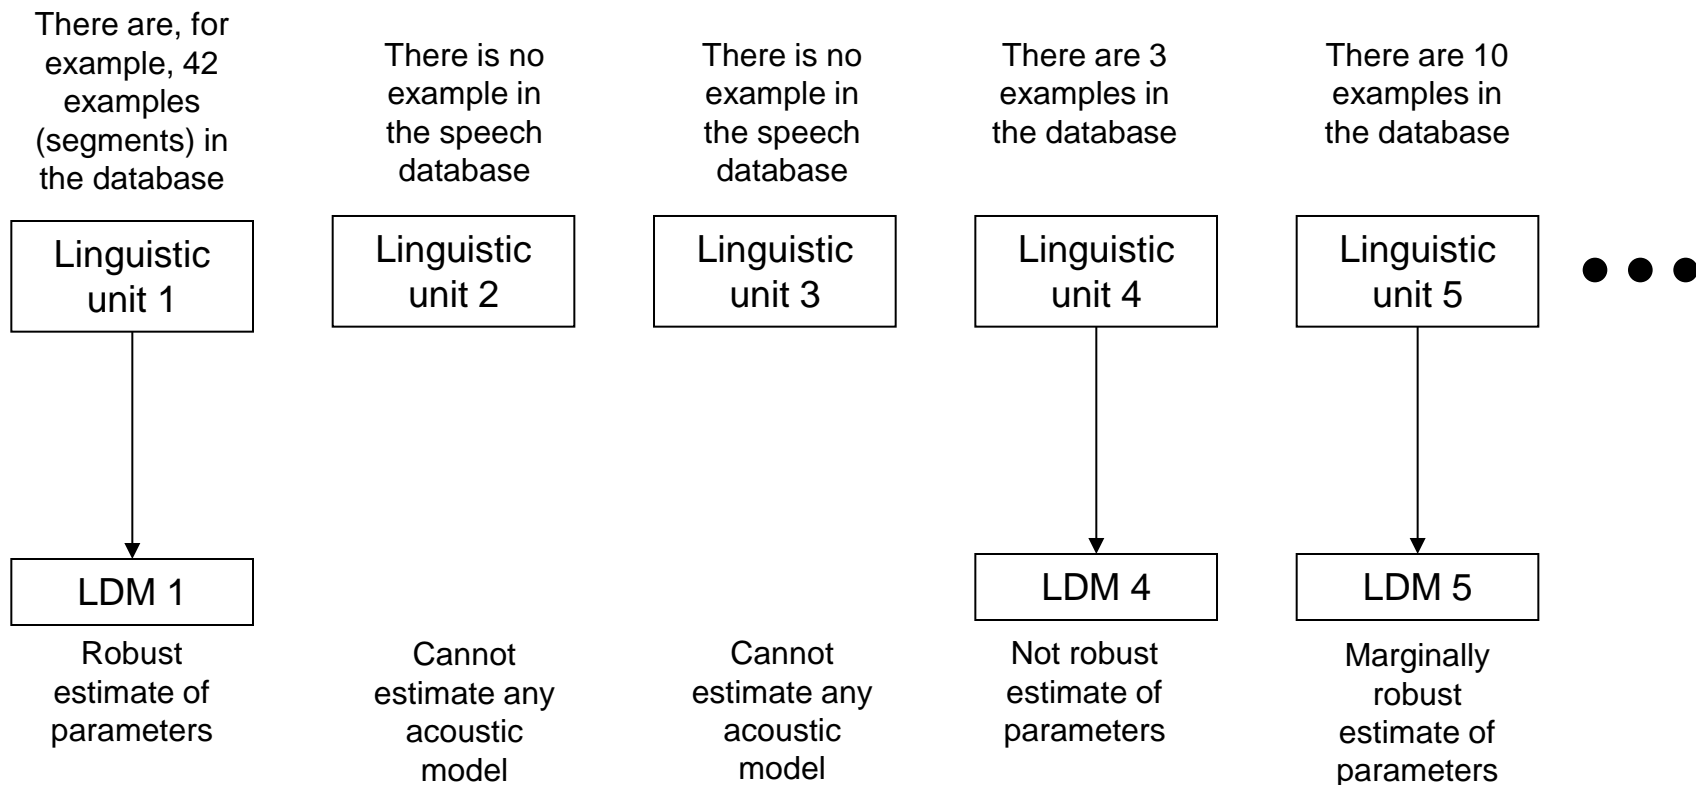 There are, for
example, 42
examples
(segments) in
the database
There is no
example in
the speech
database
There is no
example in
the speech
database
There are 3
examples in
the database
There are 10
examples in
the database
Linguistic
unit 1
Linguistic
unit 2
Linguistic
unit 3
Linguistic
unit 4
Linguistic
unit 5
LDM 1
LDM 4
LDM 5
Robust
estimate of
parameters
Cannot
estimate any
acoustic
model
Cannot
estimate any
acoustic
model
Not robust
estimate of
parameters
Marginally
robust
estimate of
parameters